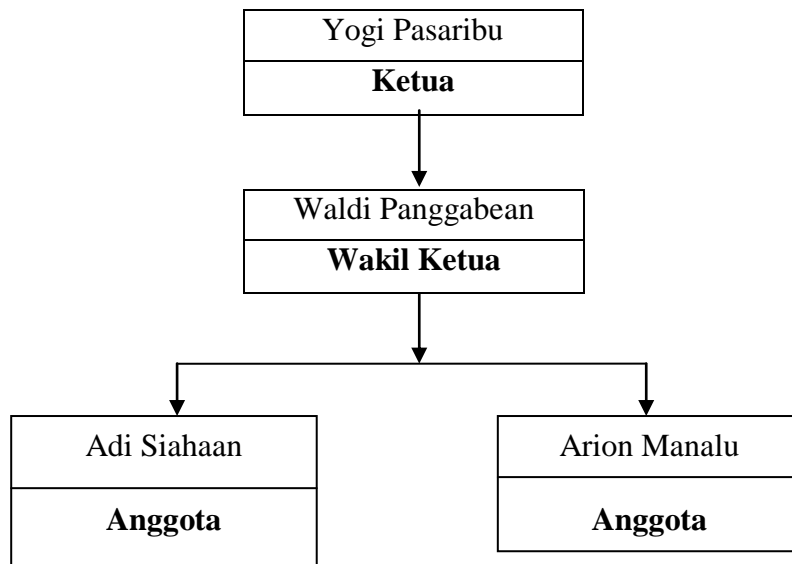 Yogi Pasaribu
Ketua
Waldi Panggabean
Wakil Ketua
Adi Siahaan
Anggota
Arion Manalu
Anggota